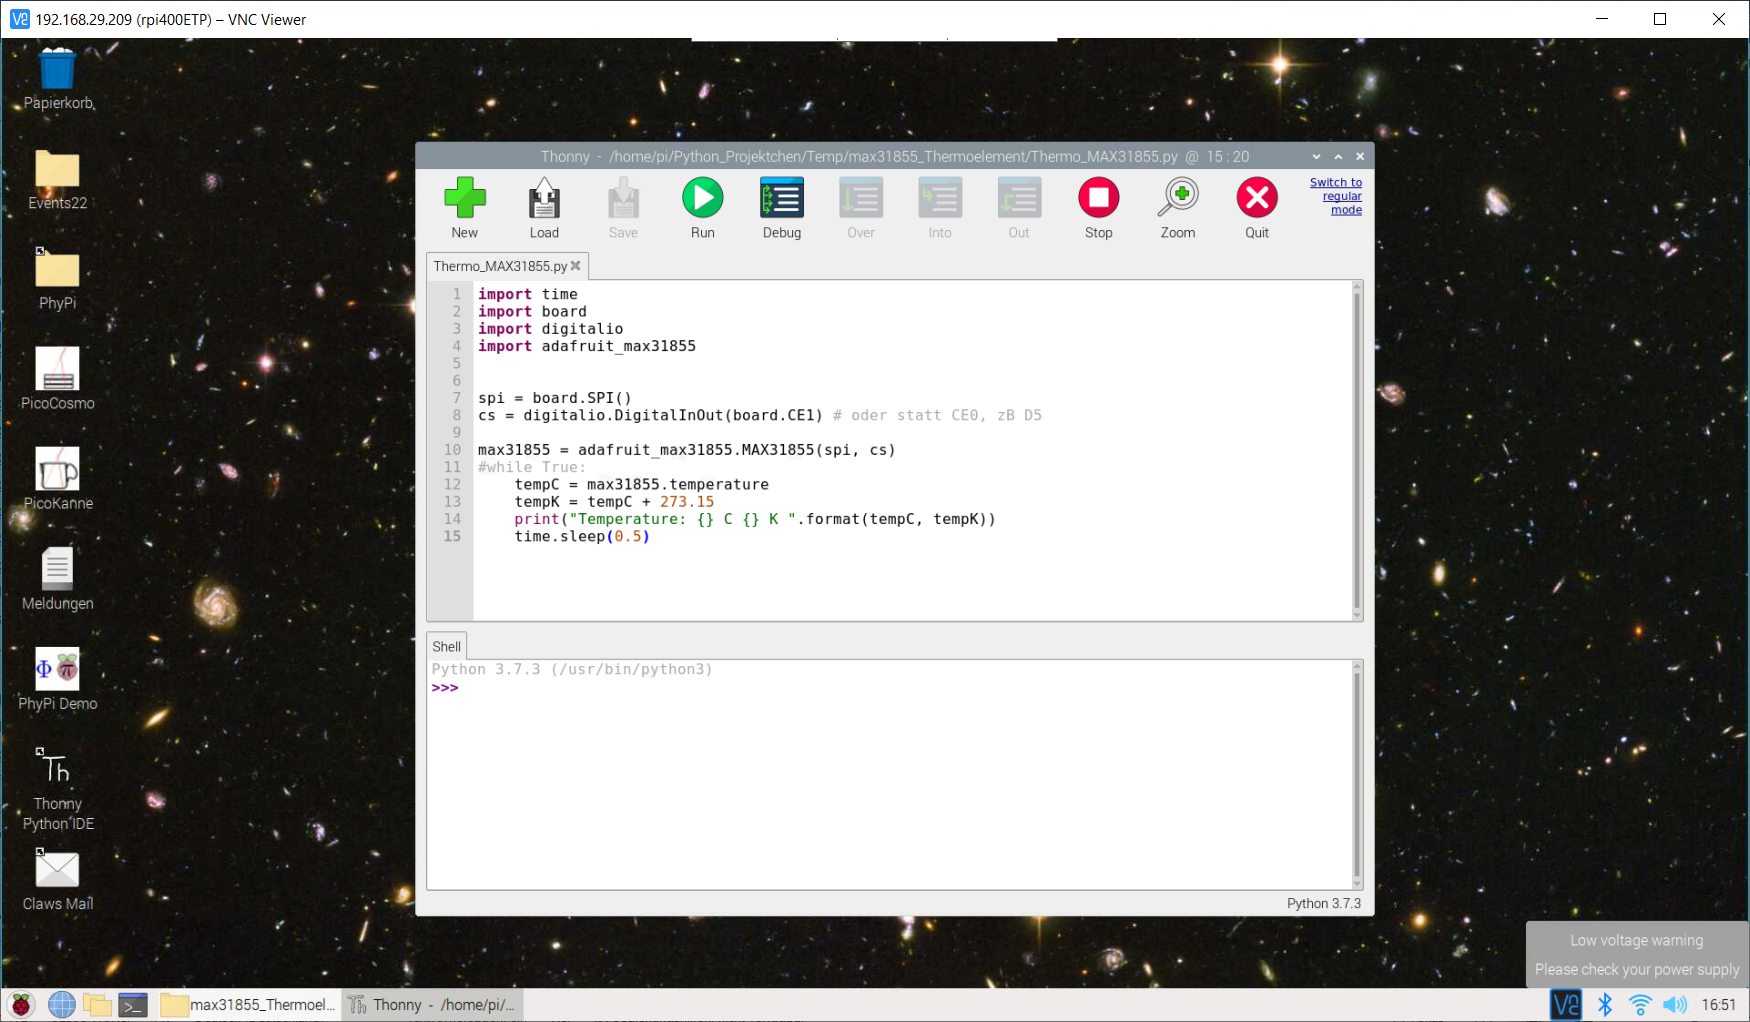 192.168.29.209 (rpi400ETP) – VNC Viewer
Papierkorb
Events22
PhyPi
PicoCosmo
PicoKanne
Meldungen
PhyPi Demo
Thonny
Python IDE
Claws Mail
Thonny - /home/pi/Python_Projektchen/Temp/max31855_Thermoelement/Thermo_MAX31855.py @ 15 : 20
New Load Save Run Debug Over Into Out Stop Zoom Quit
Switch to
regular
mode
Thermo_MAX31855.py
1 import time
2 import board
3 import digitalio
4 import adafruit_max31855
5
6
7 spi = board.SPI()
8 cs = digitalio.DigitalInOut(board.CE1) # oder statt CE0, zB D5
9
10 max31855 = adafruit_max31855.MAX31855(spi, cs)
11 #while True:
12     tempC = max31855.temperature
13     tempK = tempC + 273.15
14     print("Temperature: {} C {} K ".format(tempC, tempK))
15     time.sleep(0.5)
Shell
Python 3.7.3 (/usr/bin/python3)
>>>
Python 3.7.3
Low voltage warning
Please check your power supply
max31855_Thermoel...
Thonny - /home/pi/...
16:51